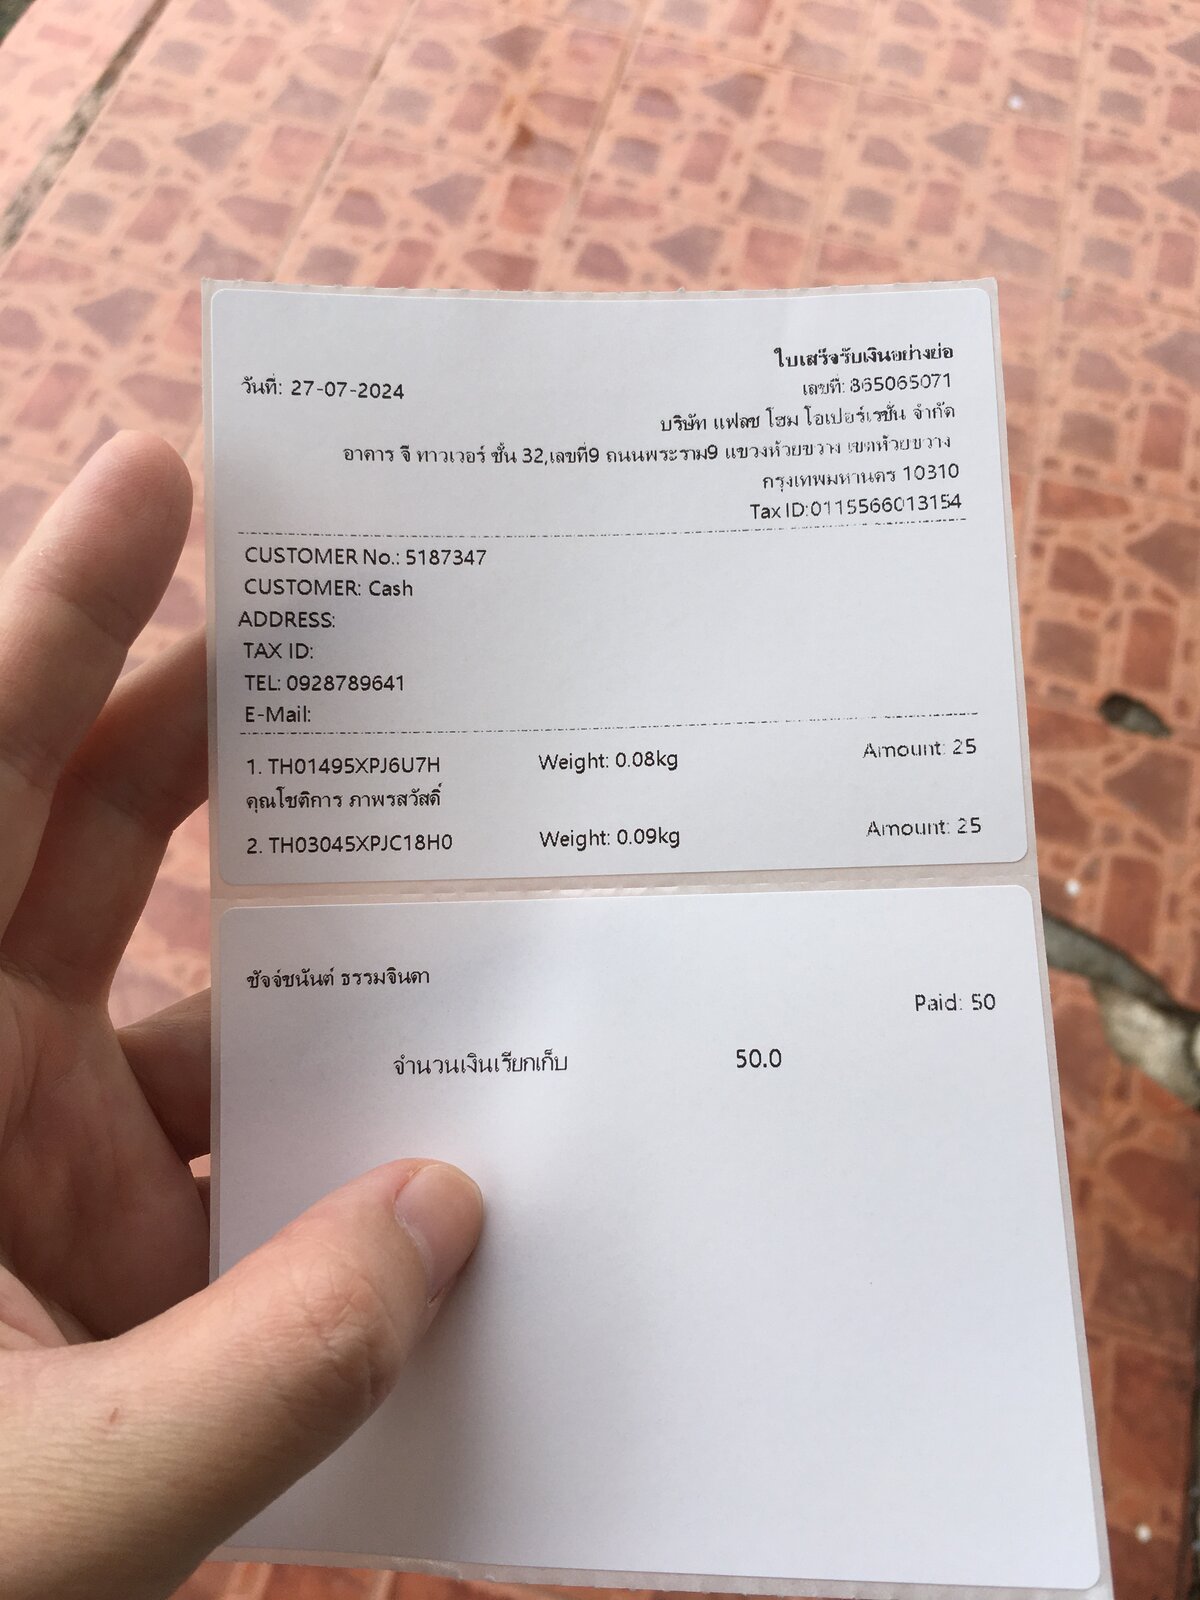 ใบเสร็จรับเงินอย่างย่อ
วันที่: 27-07-2024
เลขที่: 865065071
บริษัท แฟลช โฮม โอเปอร์เรชั่น จำกัด
อาคาร จี ทาวเวอร์ ชั้น 32,เลขที่9 ถนนพระราม9 แขวงห้วยขวาง เขตห้วยขวาง
กรุงเทพมหานคร 10310
Tax ID:0115566013154
CUSTOMER No.: 5187347
CUSTOMER: Cash
ADDRESS:
TAX ID:
TEL: 0928789641
E-Mail:
1. TH01495XPJ6U7H Weight: 0.08kg Amount: 25
คุณโชติการ ภาพรสวัสดิ์
2. TH03045XPJC18H0 Weight: 0.09kg Amount: 25
ชัจจ์ชนันต์ ธรรมจินดา
Paid: 50
จำนวนเงินเรียกเก็บ 50.0